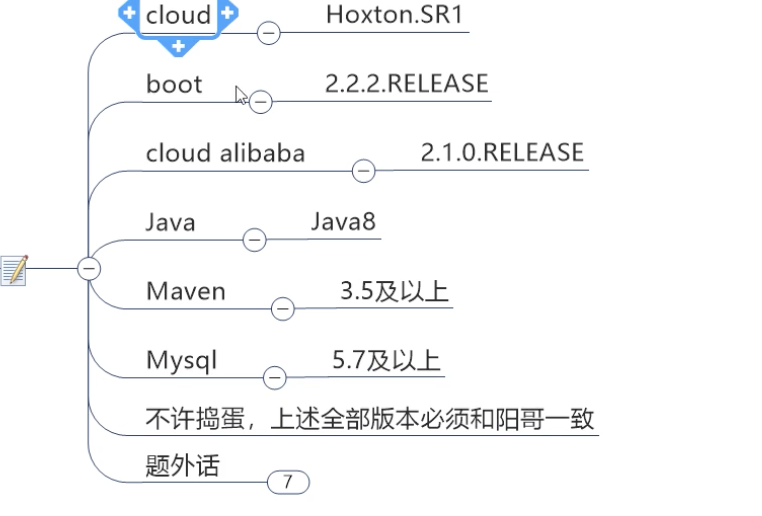 cloud Hoxton.SR1
boot 2.2.2.RELEASE
cloud alibaba 2.1.0.RELEASE
Java Java8
Maven 3.5及以上
Mysql 5.7及以上
不许捣蛋，上述全部版本必须和阳哥一致
题外话 7